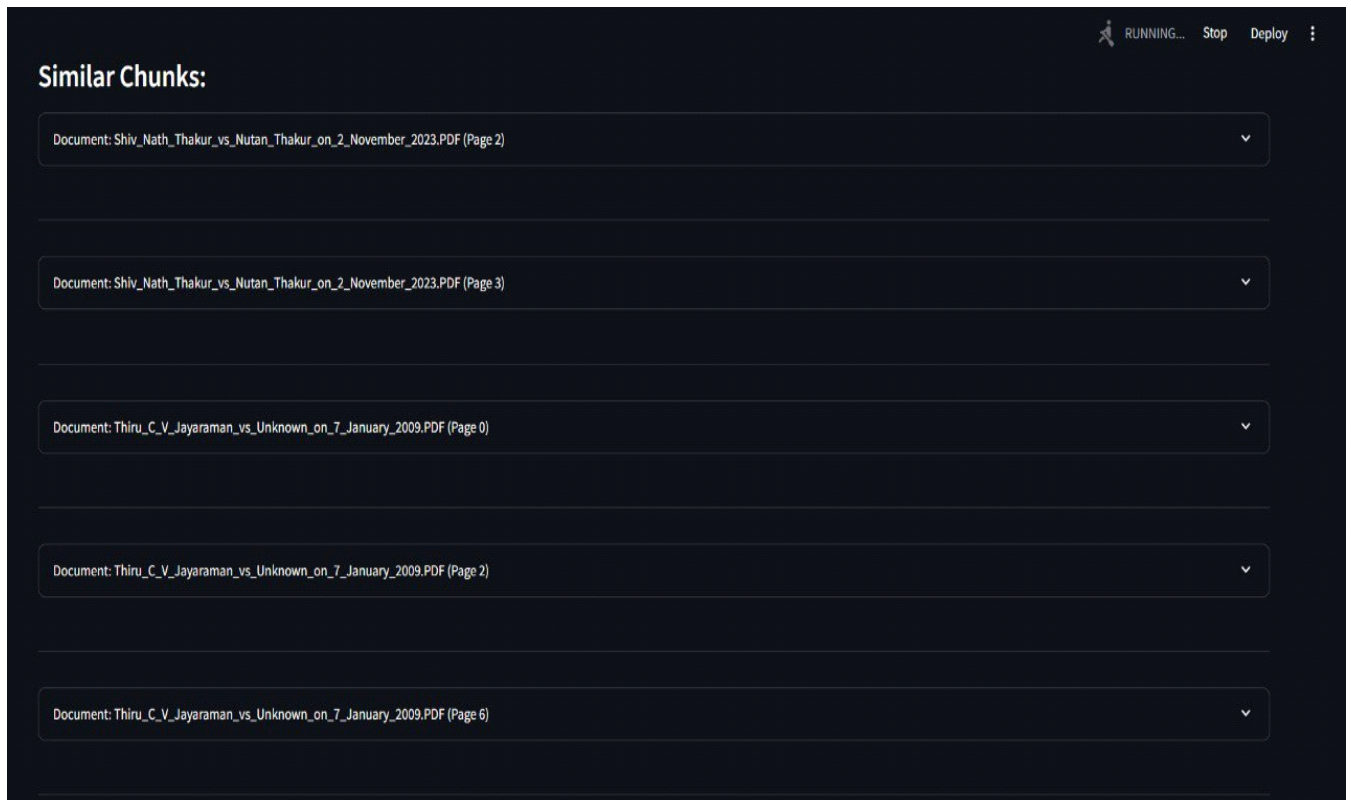 RUNNING... Stop Deploy
Similar Chunks:
Document: Shiv_Nath_Thakur_vs_Nutan_Thakur_on_2_November_2023.PDF (Page 2)
Document: Shiv_Nath_Thakur_vs_Nutan_Thakur_on_2_November_2023.PDF (Page 3)
Document: Thiru_C_V_Jayaraman_vs_Unknown_on_7_January_2009.PDF (Page 0)
Document: Thiru_C_V_Jayaraman_vs_Unknown_on_7_January_2009.PDF (Page 2)
Document: Thiru_C_V_Jayaraman_vs_Unknown_on_7_January_2009.PDF (Page 6)